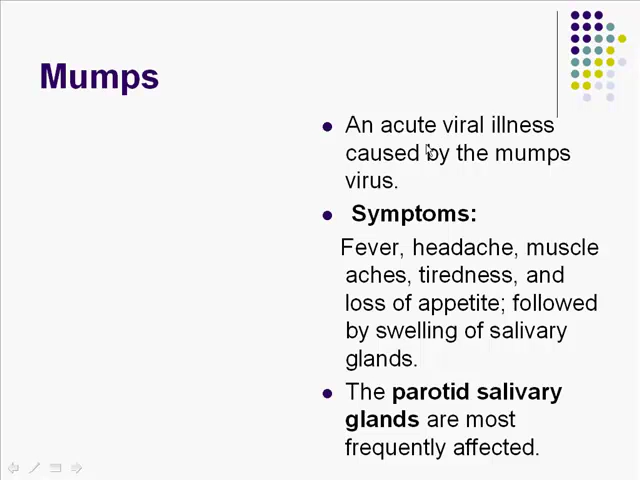 Mumps
An acute viral illness
caused by the mumps
virus.
Symptoms:
Fever, headache, muscle
aches, tiredness, and
loss of appetite; followed
by swelling of salivary
glands.
The parotid salivary
glands are most
frequently affected.